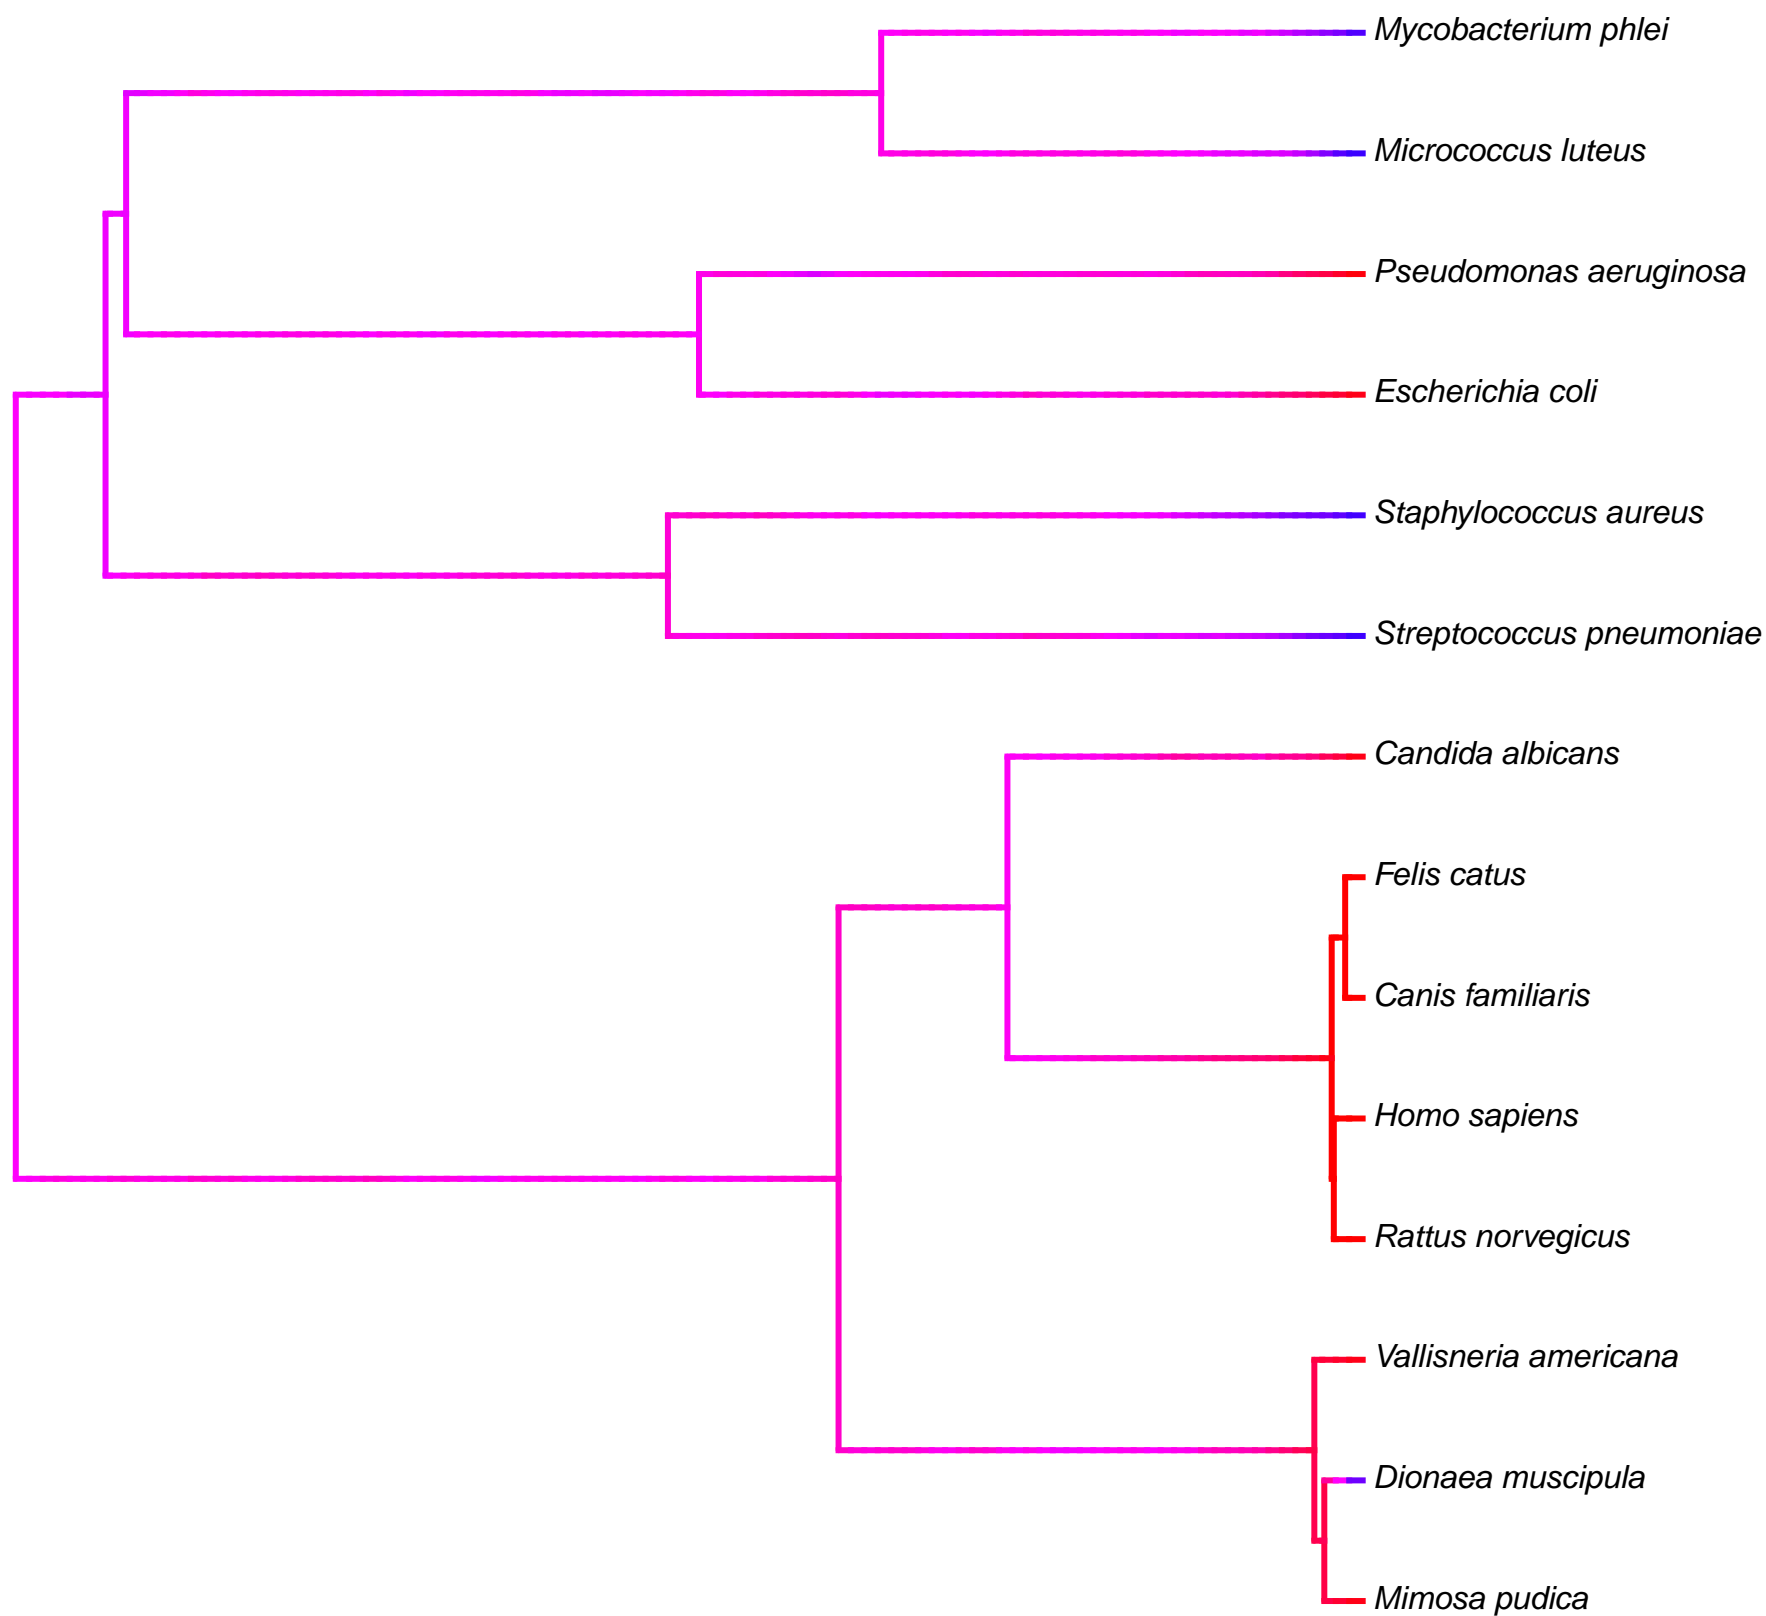 Mycobacterium phlei
Micrococcus luteus
Pseudomonas aeruginosa
Escherichia coli
Staphylococcus aureus
Streptococcus pneumoniae
Candida albicans
Felis catus
Canis familiaris
Homo sapiens
Rattus norvegicus
Vallisneria americana
Dionaea muscipula
Mimosa pudica